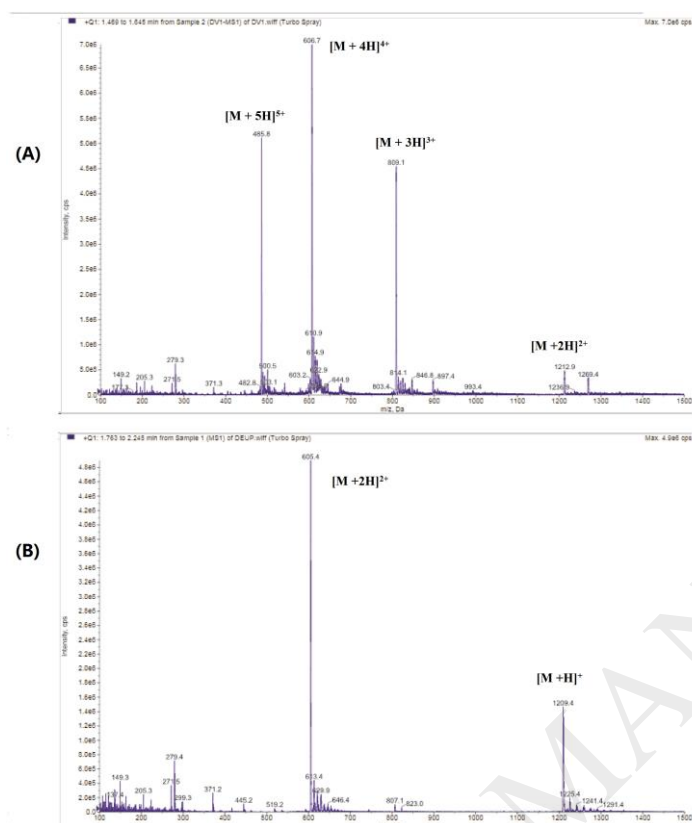 +Q1: 1.469 to 1.645 min from Sample 2 (DV1-MS1) of DV1.wiff (Turbo Spray)
Max. 7.0e6 cps
(A)
7.0e6
6.5e6
6.0e6
5.5e6
5.0e6
4.5e6
4.0e6
3.5e6
3.0e6
2.5e6
2.0e6
1.5e6
1.0e6
5.0e5
0.0
Intensity, cps
606.7
[M + 4H]4+
[M + 5H]5+
485.8
[M + 3H]3+
809.1
[M +2H]2+
149.2
205.3
279.3
371.3
500.5
603.2
610.9
614.9
644.9
803.4
814.1
846.8
897.4
993.4
1212.9
1236.9
1269.4
100 200 300 400 500 600 700 800 900 1000 1100 1200 1300 1400 1500
m/z, Da
+Q1: 1.763 to 2.245 min from Sample 1 (MS1) of DEUP.wiff (Turbo Spray)
Max. 4.9e6 cps
(B)
4.8e6
4.6e6
4.4e6
4.2e6
4.0e6
3.8e6
3.6e6
3.4e6
3.2e6
3.0e6
2.8e6
2.6e6
2.4e6
2.2e6
2.0e6
1.8e6
1.6e6
1.4e6
1.2e6
1.0e6
8.0e5
6.0e5
4.0e5
2.0e5
0.0
Intensity, cps
605.4
[M +2H]2+
[M +H]+
1209.4
137.4
149.3
205.3
271.5
279.4
299.3
371.2
445.2
519.2
613.4
646.4
807.1
823.0
1225.4
1241.4
1291.4
100 200 300 400 500 600 700 800 900 1000 1100 1200 1300 1400 1500
MAN